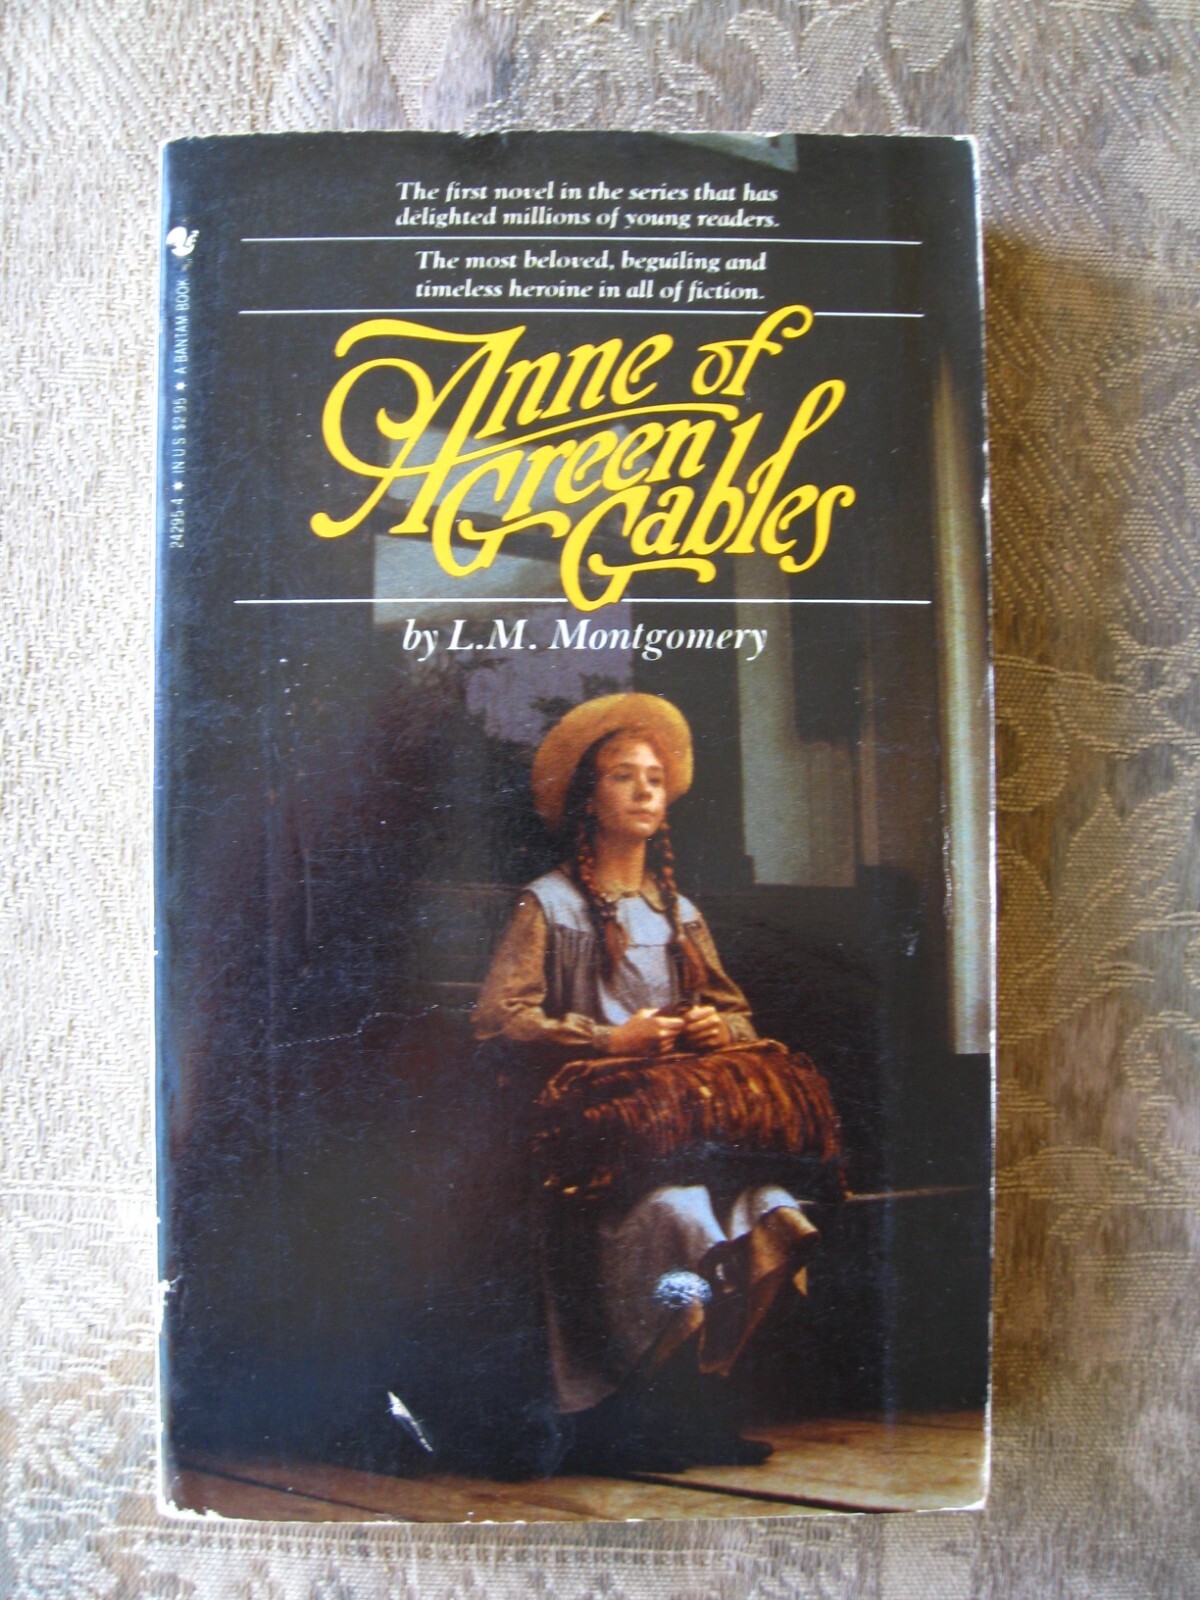 The first novel in the series that has
delighted millions of young readers.
The most beloved, beguiling and
timeless heroine in all of fiction.
Anne of
Green
Gables
by L.M. Montgomery
24295-4 ★ IN U.S. $2.95 ★ A BANTAM BOOK